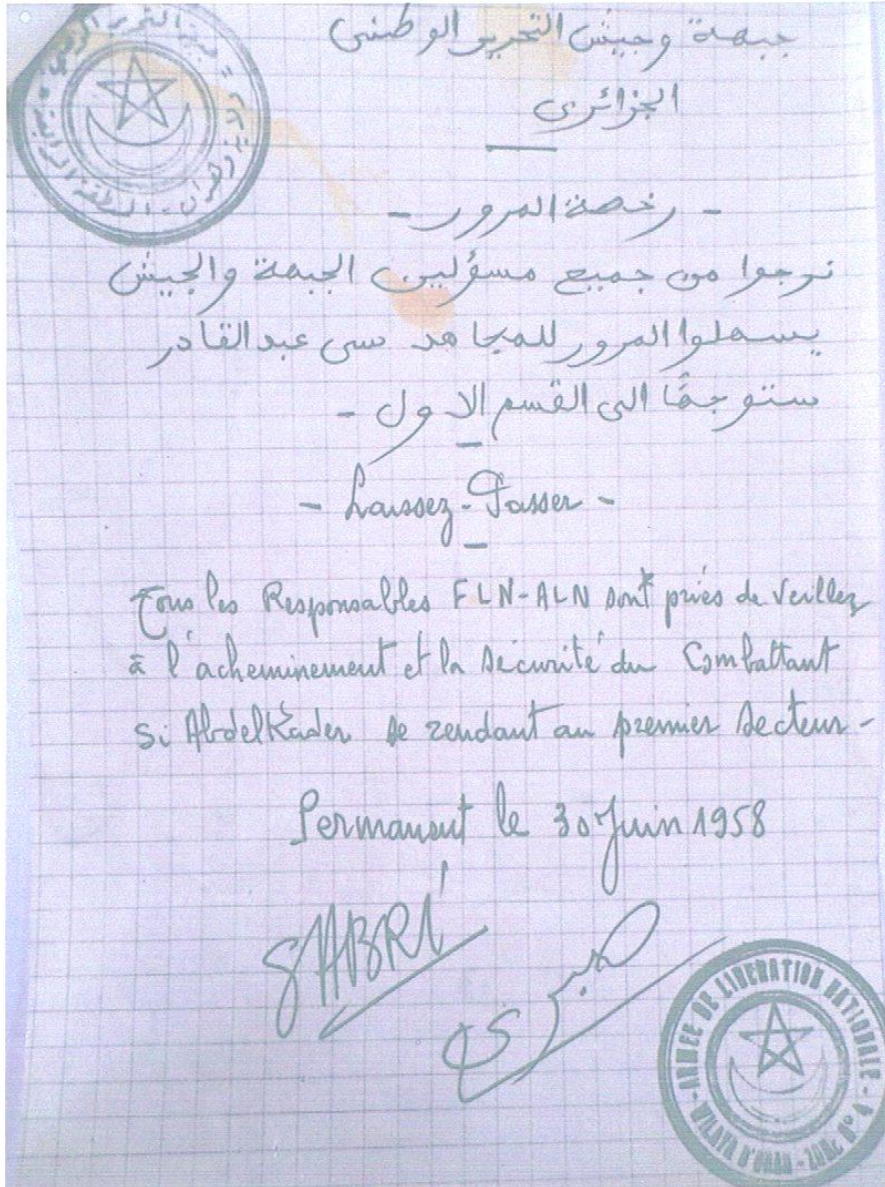 جبهة وجيش التحرير الوطني
الجزائري
- رخصة المرور -
نرجوا من جميع مسؤلين الجبهة والجيش
يسهلوا المرور للمجاهد سي عبد القادر
متوجهًا الى القسم الاول -
- Laissez-Passer -
Tous les Responsables FLN-ALN sont priés de Veillez
à l'acheminement et la sécurité du Combattant
Si AbdelKader se rendant au premier secteur -
Permanent le 30 Juin 1958
SABRI
صبري
- ARMEE DE LIBERATION NATIONALE -
WILAYA D'ORAN - ZONE N° 4